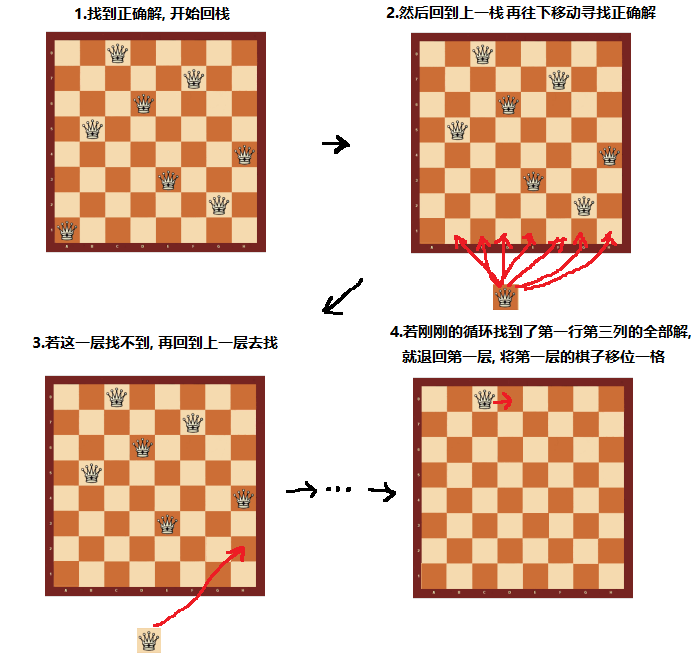 1.找到正确解, 开始回栈
2.然后回到上一栈 再往下移动寻找正确解
3.若这一层找不到, 再回到上一层去找
4.若刚刚的循环找到了第一行第三列的全部解,
就退回第一层, 将第一层的棋子移位一格